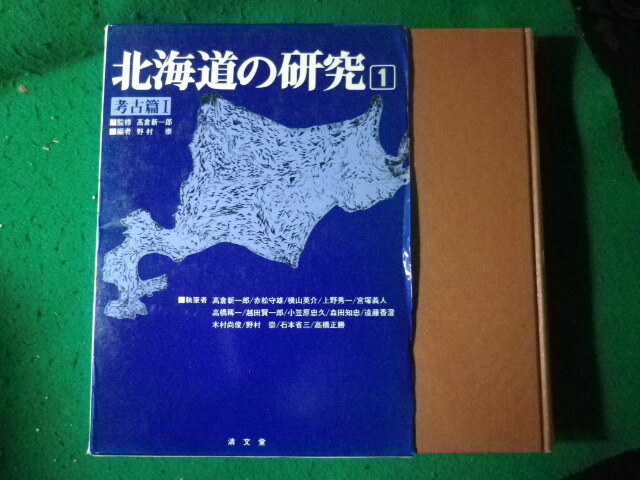 北海道の研究 1
考古篇Ⅰ
■監修 高倉新一郎
■編者 野村 崇
■執筆者 高倉新一郎/赤松守雄/横山英介/上野秀一/宮塚義人
高橋稀一/越田賢一郎/小笠原忠久/森田知忠/遠藤香澄
木村尚俊/野村 崇/石本省三/高橋正勝
清文堂